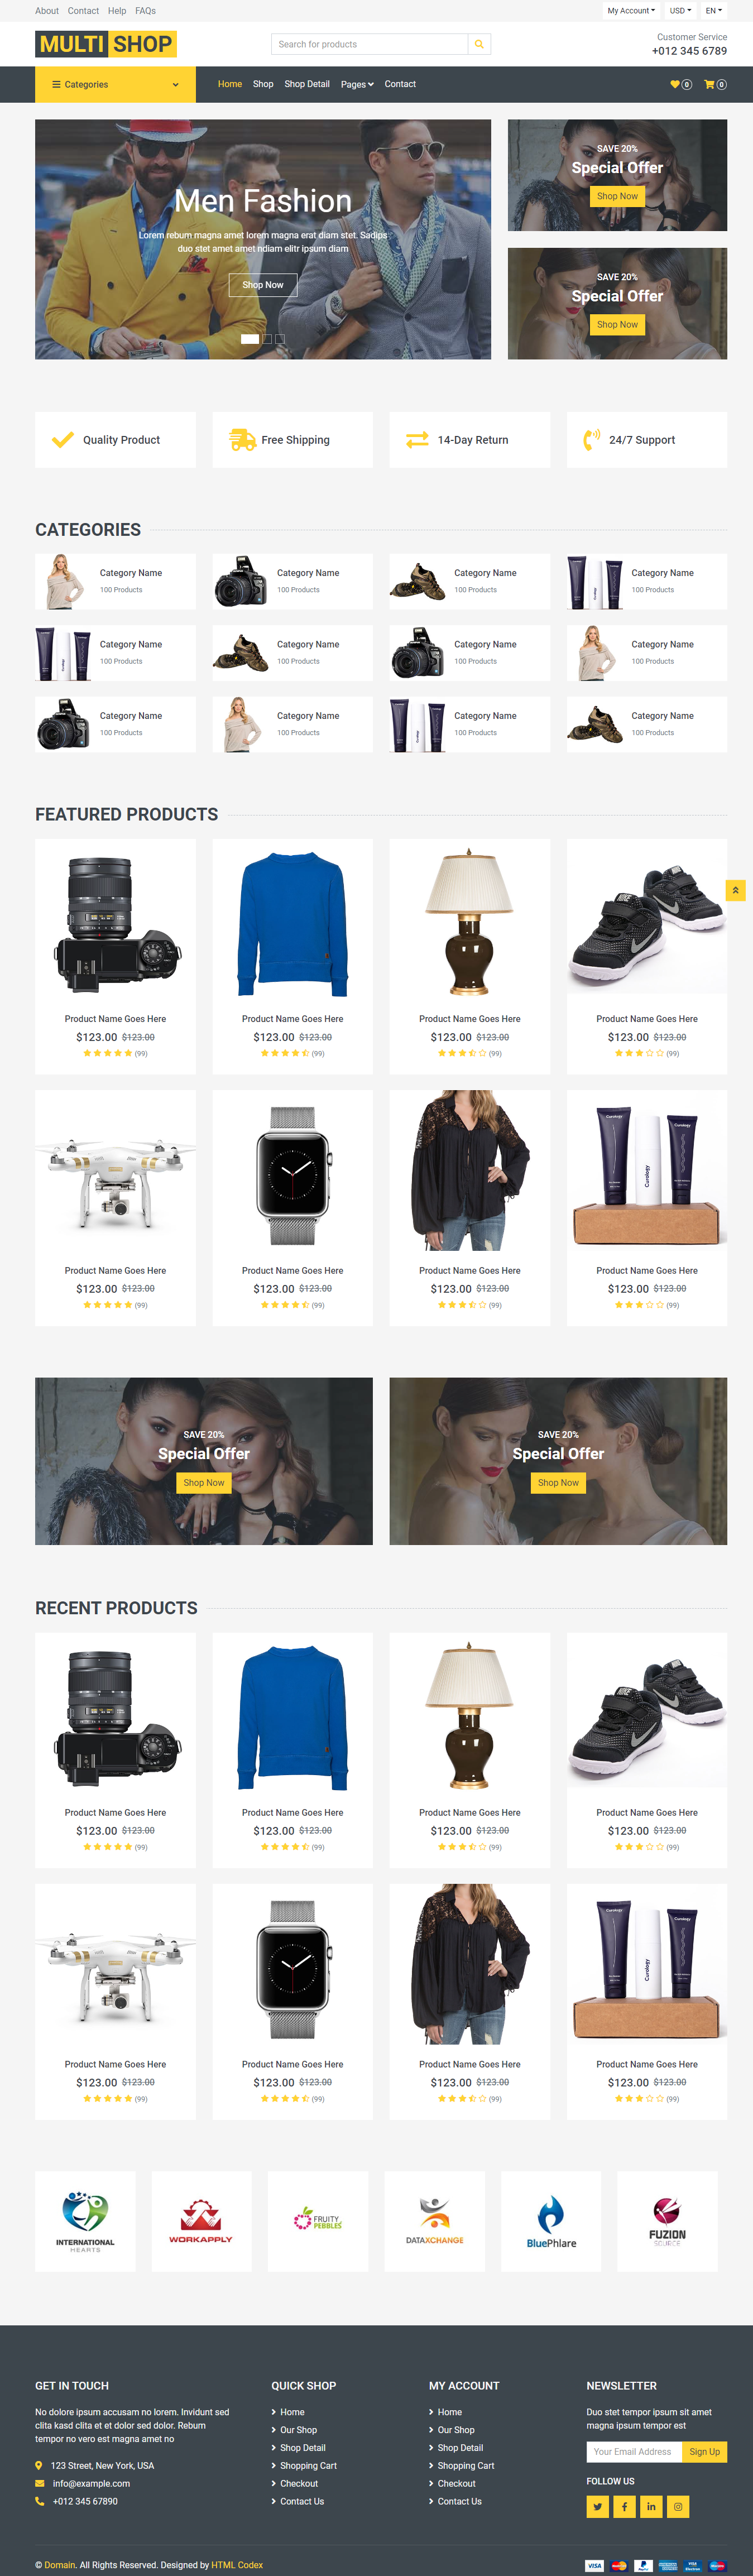 About Contact Help FAQs
My Account USD EN
MULTI SHOP
Search for products
Customer Service
+012 345 6789
Categories
Home Shop Shop Detail Pages Contact
0 0
Men Fashion
Lorem rebum magna amet lorem magna erat diam stet. Sadips
duo stet amet amet ndiam elitr ipsum diam
Shop Now
SAVE 20%
Special Offer
Shop Now
SAVE 20%
Special Offer
Shop Now
Quality Product
Free Shipping
14-Day Return
24/7 Support
CATEGORIES
Category Name
100 Products
Category Name
100 Products
Category Name
100 Products
Category Name
100 Products
Category Name
100 Products
Category Name
100 Products
Category Name
100 Products
Category Name
100 Products
Category Name
100 Products
Category Name
100 Products
Category Name
100 Products
Category Name
100 Products
FEATURED PRODUCTS
Product Name Goes Here
$123.00 $123.00
(99)
Product Name Goes Here
$123.00 $123.00
(99)
Product Name Goes Here
$123.00 $123.00
(99)
Product Name Goes Here
$123.00 $123.00
(99)
Product Name Goes Here
$123.00 $123.00
(99)
Product Name Goes Here
$123.00 $123.00
(99)
Product Name Goes Here
$123.00 $123.00
(99)
Curology
Curology
Curology
Product Name Goes Here
$123.00 $123.00
(99)
SAVE 20%
Special Offer
Shop Now
SAVE 20%
Special Offer
Shop Now
RECENT PRODUCTS
Product Name Goes Here
$123.00 $123.00
(99)
Product Name Goes Here
$123.00 $123.00
(99)
Product Name Goes Here
$123.00 $123.00
(99)
Product Name Goes Here
$123.00 $123.00
(99)
Product Name Goes Here
$123.00 $123.00
(99)
Product Name Goes Here
$123.00 $123.00
(99)
Product Name Goes Here
$123.00 $123.00
(99)
Curology
Curology
Curology
Product Name Goes Here
$123.00 $123.00
(99)
INTERNATIONAL
HEARTS
WORKAPPLY
FRUITY
PEBBLES
DATAXCHANGE
BluePhlare
FUZION
SOURCE
GET IN TOUCH
No dolore ipsum accusam no lorem. Invidunt sed
clita kasd clita et et dolor sed dolor. Rebum
tempor no vero est magna amet no
123 Street, New York, USA
info@example.com
+012 345 67890
QUICK SHOP
Home
Our Shop
Shop Detail
Shopping Cart
Checkout
Contact Us
MY ACCOUNT
Home
Our Shop
Shop Detail
Shopping Cart
Checkout
Contact Us
NEWSLETTER
Duo stet tempor ipsum sit amet
magna ipsum tempor est
Your Email Address
Sign Up
FOLLOW US
© Domain. All Rights Reserved. Designed by HTML Codex
VISA